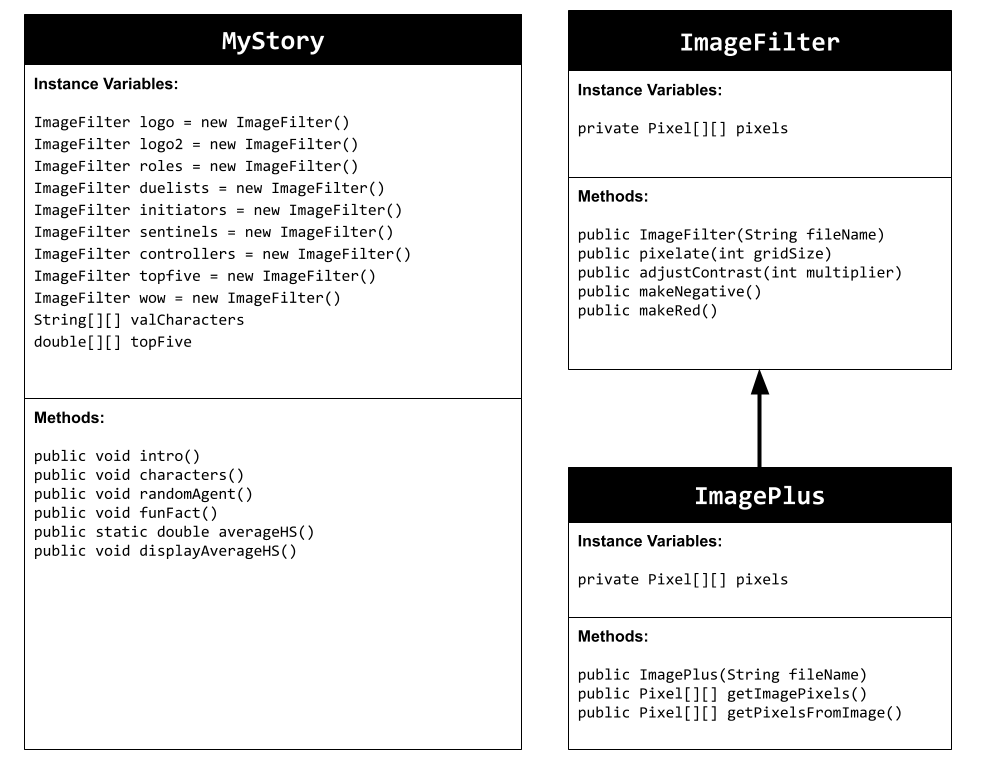 MyStory
Instance Variables:
ImageFilter logo = new ImageFilter()
ImageFilter logo2 = new ImageFilter()
ImageFilter roles = new ImageFilter()
ImageFilter duelists = new ImageFilter()
ImageFilter initiators = new ImageFilter()
ImageFilter sentinels = new ImageFilter()
ImageFilter controllers = new ImageFilter()
ImageFilter topfive = new ImageFilter()
ImageFilter wow = new ImageFilter()
String[][] valCharacters
double[][] topFive
Methods:
public void intro()
public void characters()
public void randomAgent()
public void funFact()
public static double averageHS()
public void displayAverageHS()
ImageFilter
Instance Variables:
private Pixel[][] pixels
Methods:
public ImageFilter(String fileName)
public pixelate(int gridSize)
public adjustContrast(int multiplier)
public makeNegative()
public makeRed()
ImagePlus
Instance Variables:
private Pixel[][] pixels
Methods:
public ImagePlus(String fileName)
public Pixel[][] getImagePixels()
public Pixel[][] getPixelsFromImage()